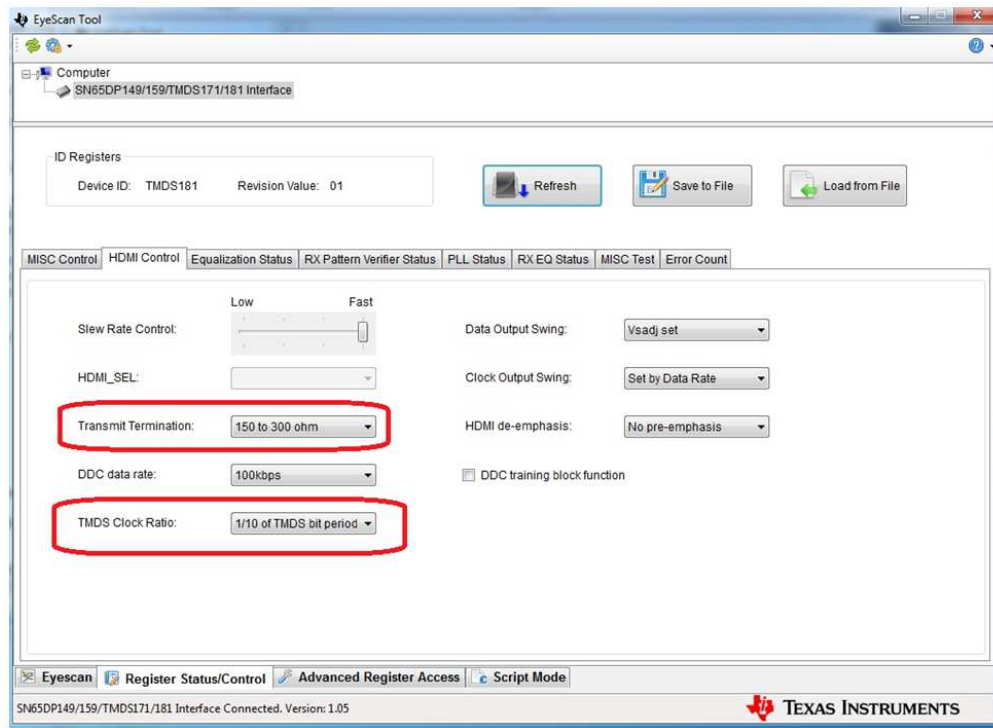 EyeScan Tool
Computer
SN65DP149/159/TMDS171/181 Interface
ID Registers
Device ID: TMDS181 Revision Value: 01
Refresh
Save to File
Load from File
MISC Control HDMI Control Equalization Status RX Pattern Verifier Status PLL Status RX EQ Status MISC Test Error Count
Low Fast
Slew Rate Control:
Data Output Swing: Vsadj set
HDMI_SEL:
Clock Output Swing: Set by Data Rate
Transmit Termination: 150 to 300 ohm
HDMI de-emphasis: No pre-emphasis
DDC data rate: 100kbps
DDC training block function
TMDS Clock Ratio: 1/10 of TMDS bit period
Eyescan Register Status/Control Advanced Register Access Script Mode
SN65DP149/159/TMDS171/181 Interface Connected. Version: 1.05
TEXAS INSTRUMENTS